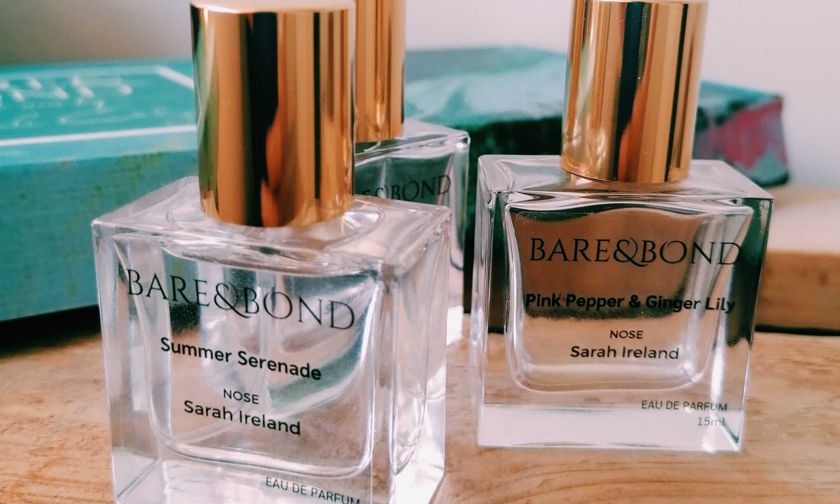 BARE&BOND
Summer Serenade
NOSE
Sarah Ireland
EAU DE PARFUM
&BOND
BARE&BOND
Pink Pepper & Ginger Lily
NOSE
Sarah Ireland
EAU DE PARFUM
15ml